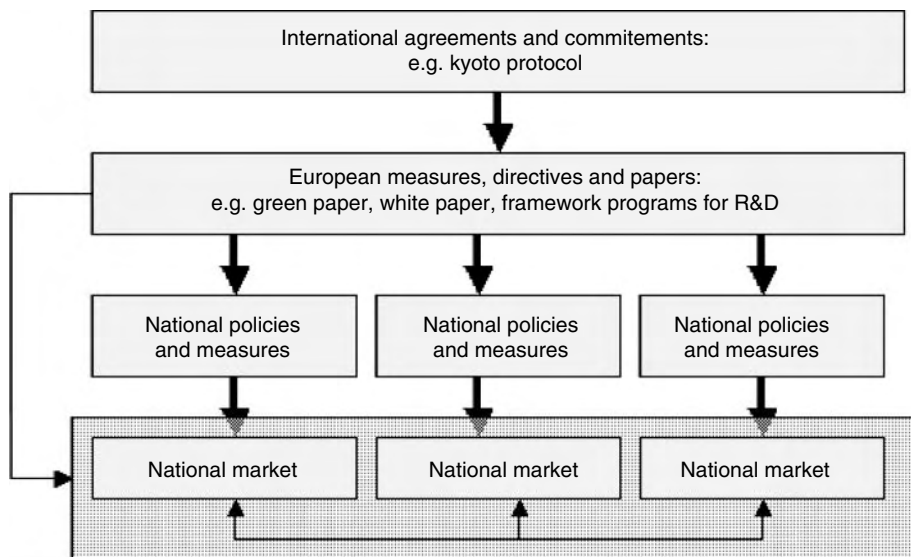 International agreements and commitements:
e.g. kyoto protocol
European measures, directives and papers:
e.g. green paper, white paper, framework programs for R&D
National policies
and measures
National policies
and measures
National policies
and measures
National market
National market
National market